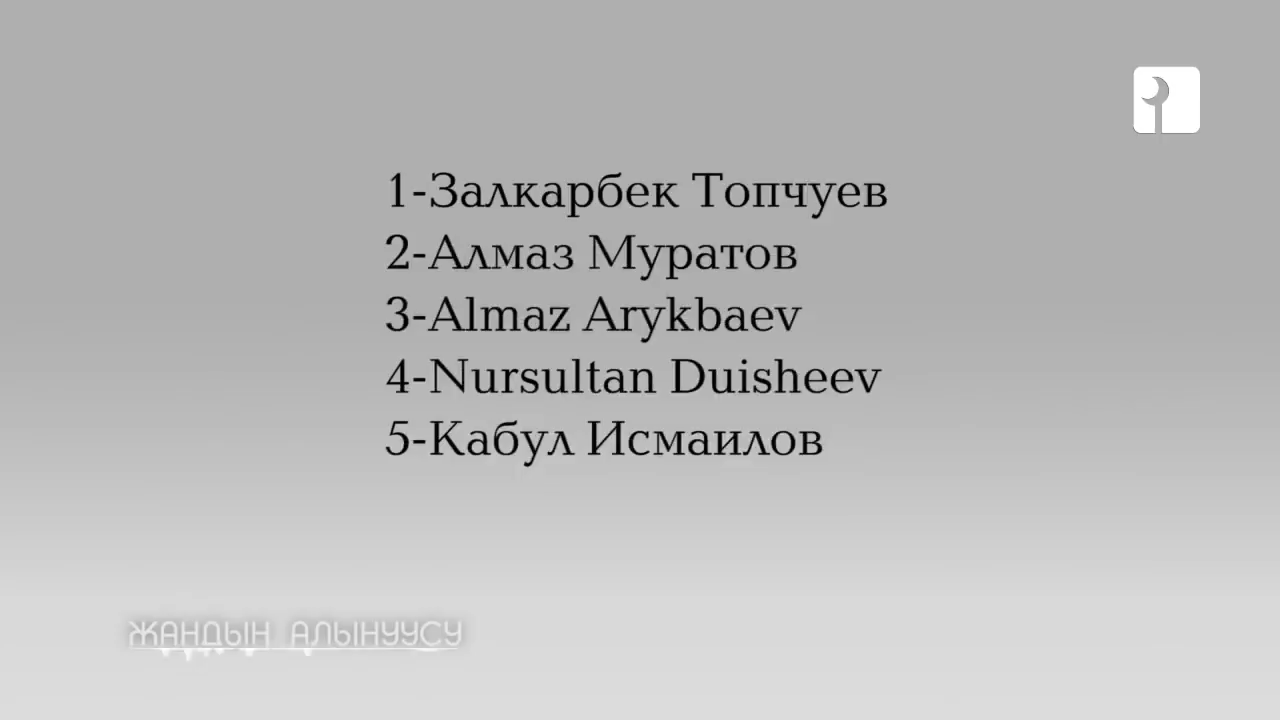 1-Залкарбек Топчуев
2-Алмаз Муратов
3-Almaz Arykbaev
4-Nursultan Duisheev
5-Кабул Исмаилов
ЖАНДЫН АЛЫНУУСУ